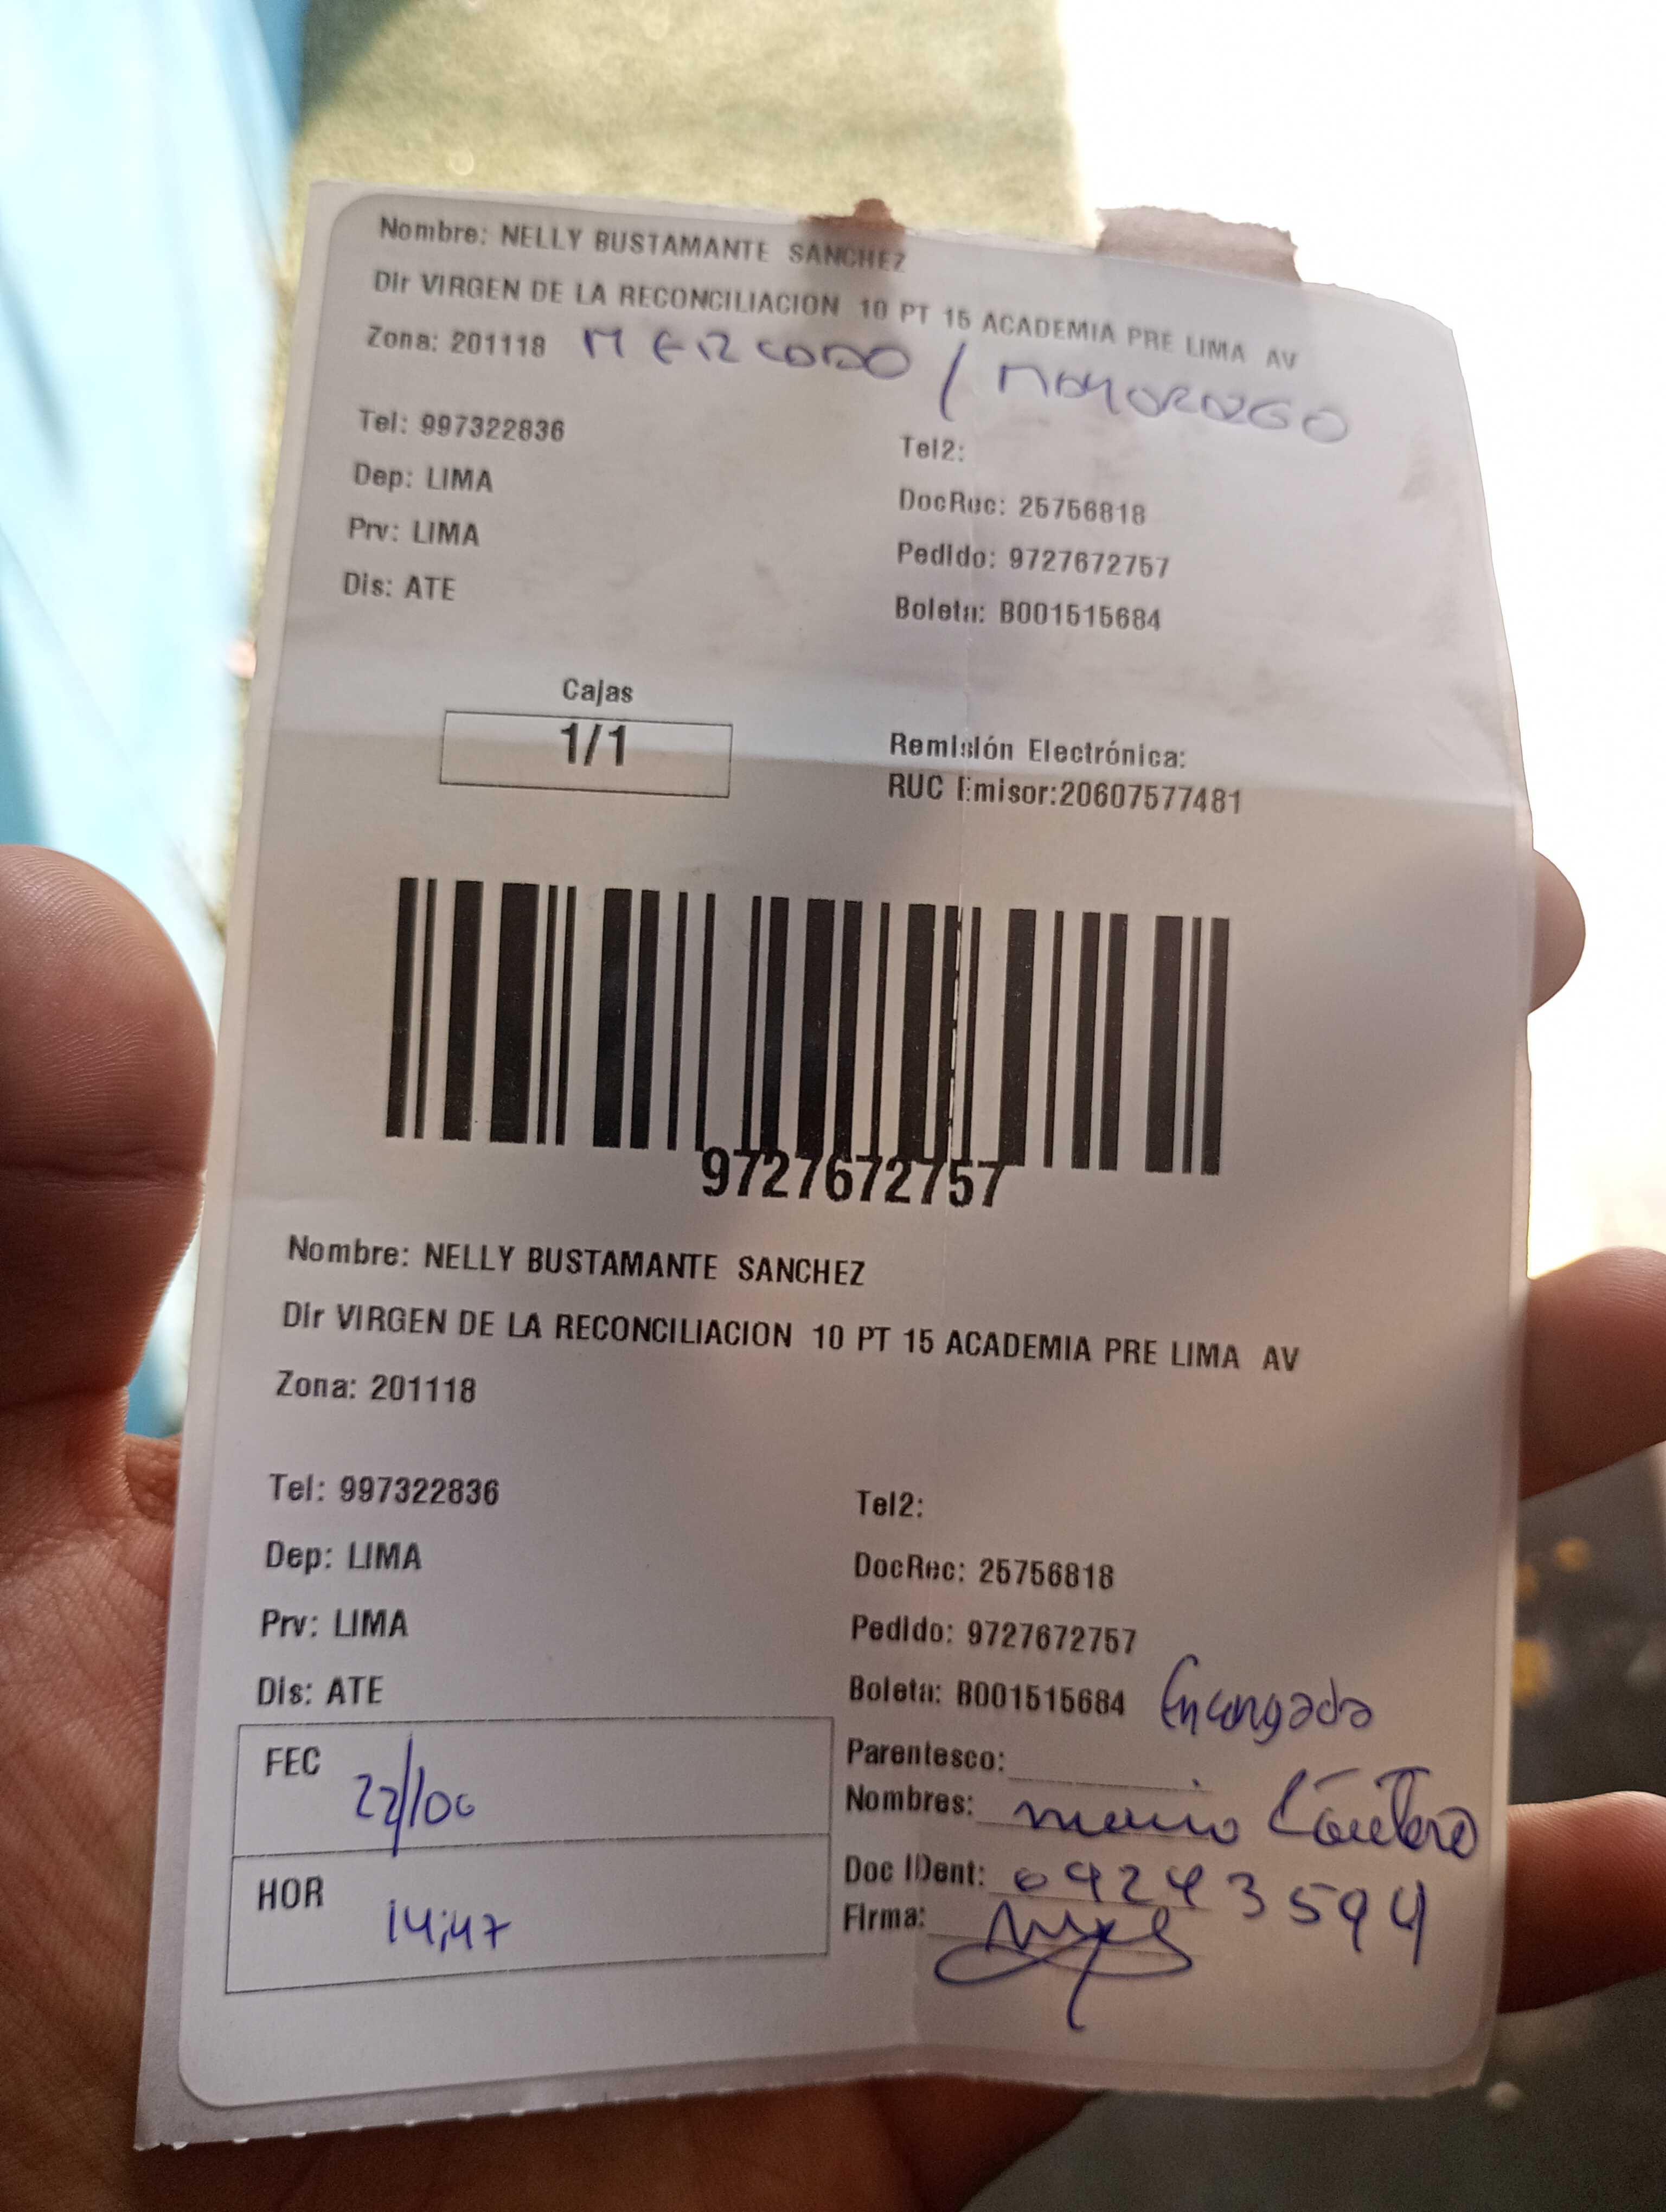 Nombre: NELLY BUSTAMANTE SANCHEZ
Dir VIRGEN DE LA RECONCILIACION 10 PT 15 ACADEMIA PRE LIMA AV
Zona: 201118 MERCADO /
Tel: 997322836 Tel2:
Dep: LIMA DocRec: 25756818
Prv: LIMA Pedido: 9727672757
Dis: ATE Boleta: B001515684
Cajas
1/1
Remisión Electrónica:
RUC Emisor:20607577481
9727672757
Nombre: NELLY BUSTAMANTE SANCHEZ
Dir VIRGEN DE LA RECONCILIACION 10 PT 15 ACADEMIA PRE LIMA AV
Zona: 201118
Tel: 997322836 Tel2:
Dep: LIMA DocRec: 25756818
Prv: LIMA Pedido: 9727672757
Dis: ATE Boleta: B001515684 Encargada
FEC 22/06
Parentesco:
Nombres:
HOR 14:47
Doc IDent: 09243594
Firma: